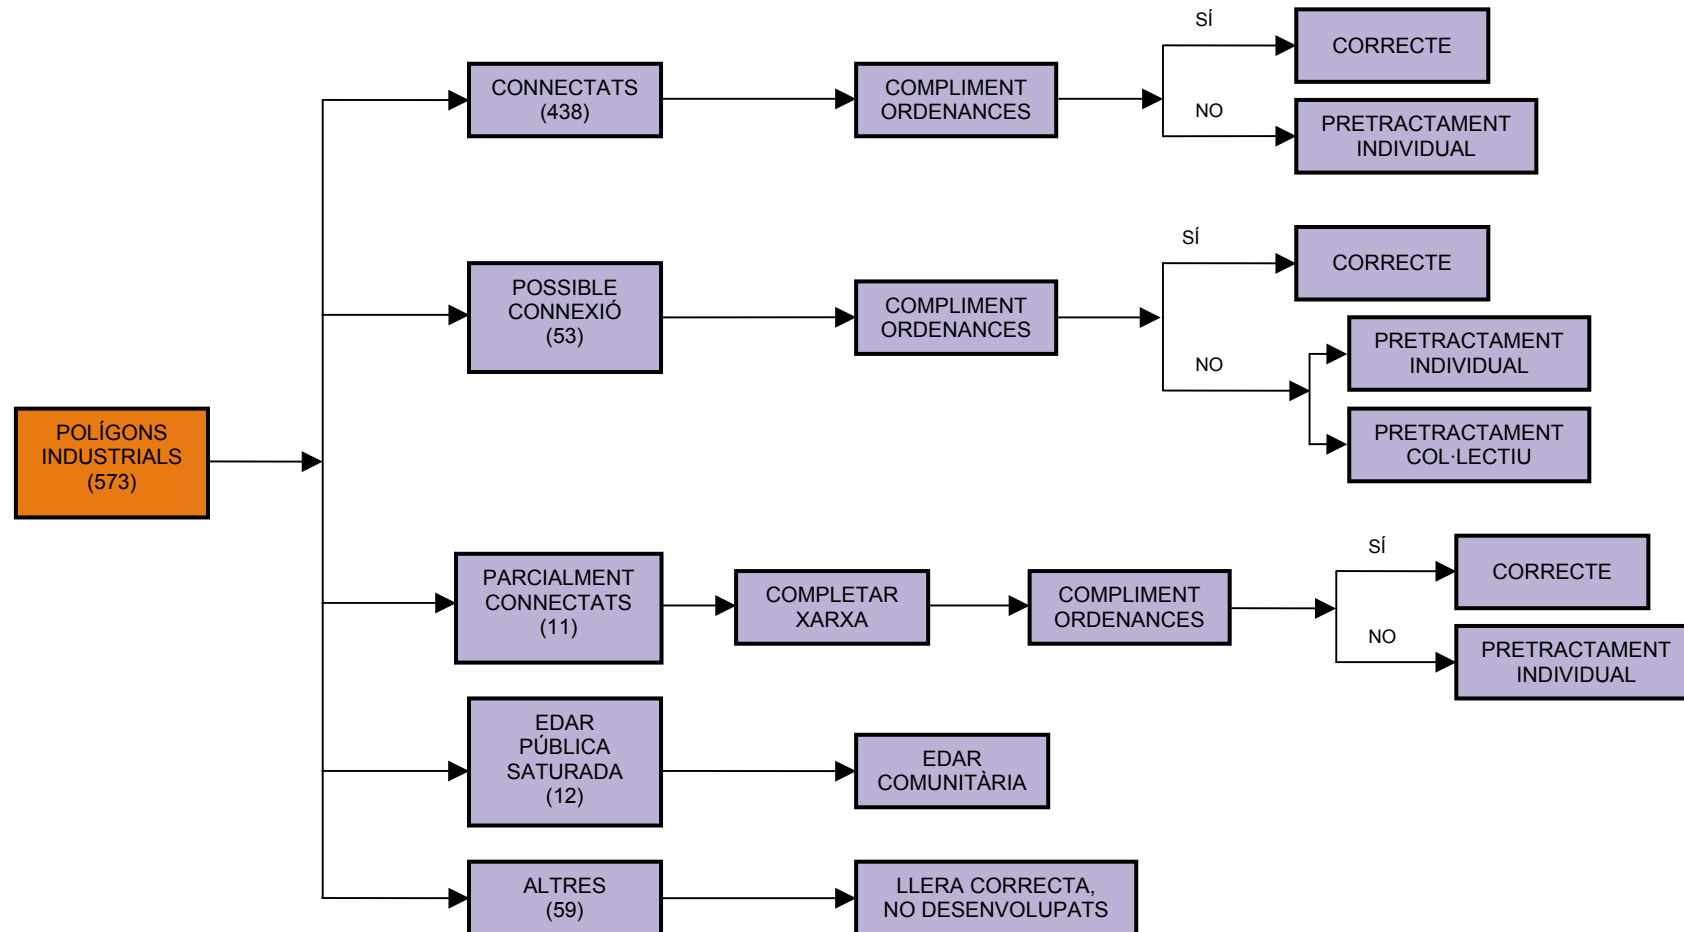 POLÍGONS
INDUSTRIALS
(573)
CONNECTATS
(438)
COMPLIMENT
ORDENANCES
SÍ
CORRECTE
NO
PRETRACTAMENT
INDIVIDUAL
POSSIBLE
CONNEXIÓ
(53)
COMPLIMENT
ORDENANCES
SÍ
CORRECTE
NO
PRETRACTAMENT
INDIVIDUAL
PRETRACTAMENT
COL·LECTIU
PARCIALMENT
CONNECTATS
(11)
COMPLETAR
XARXA
COMPLIMENT
ORDENANCES
SÍ
CORRECTE
NO
PRETRACTAMENT
INDIVIDUAL
EDAR
PÚBLICA
SATURADA
(12)
EDAR
COMUNITÀRIA
ALTRES
(59)
LLERA CORRECTA,
NO DESENVOLUPATS